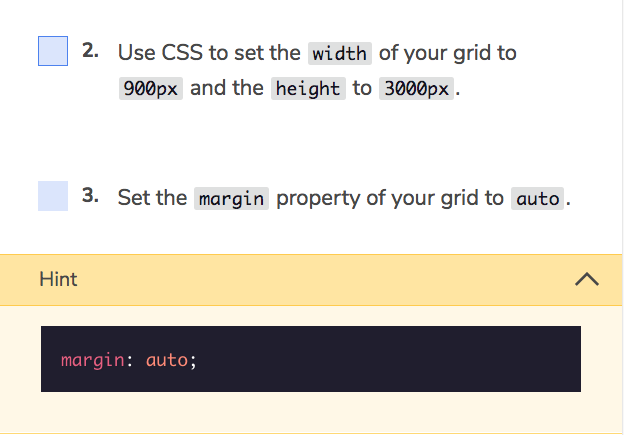 2. Use CSS to set the width of your grid to
900px and the height to 3000px.
3. Set the margin property of your grid to auto.
Hint
margin: auto;